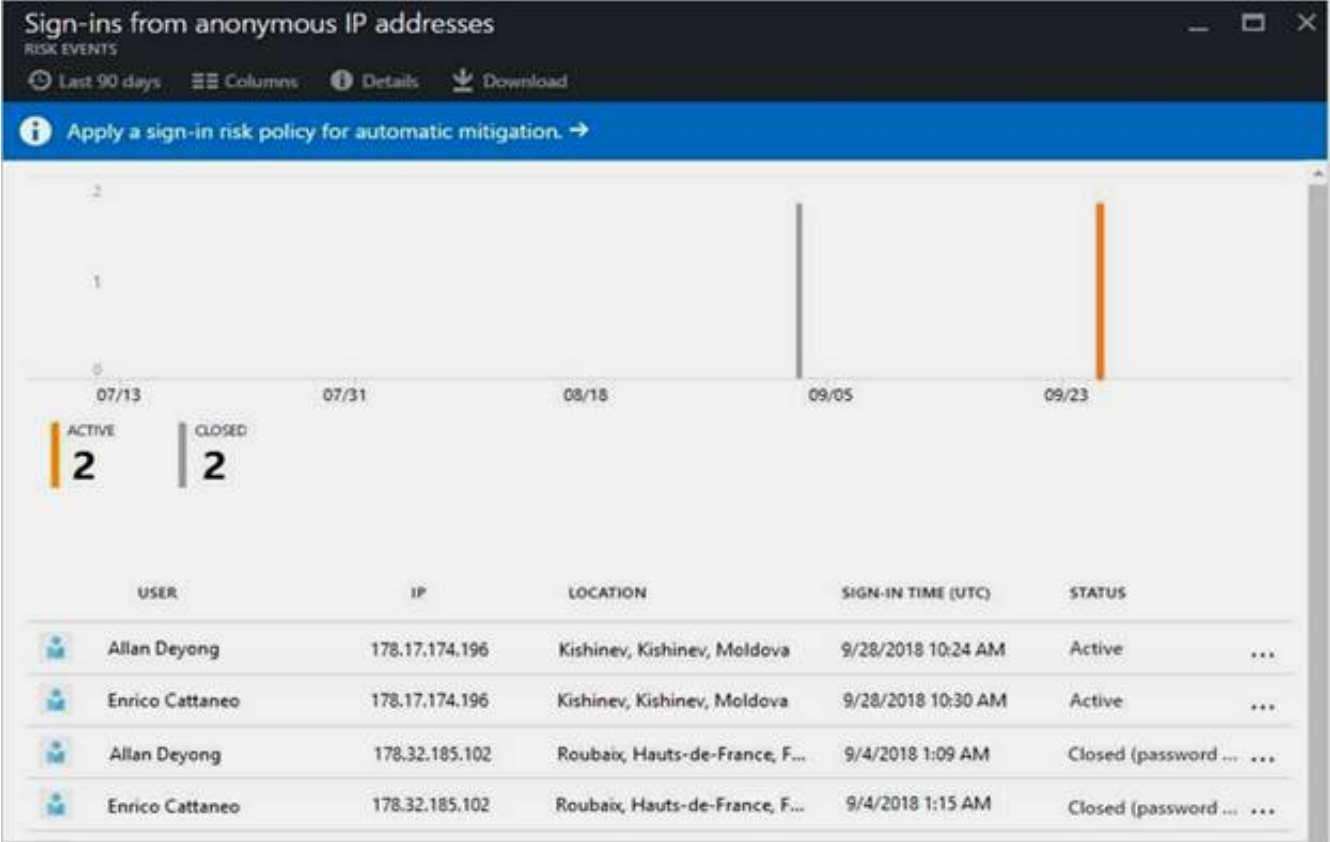 Sign-ins from anonymous IP addresses
RISK EVENTS
Last 90 days Columns Details Download
Apply a sign-in risk policy for automatic mitigation. →
2
1
0
07/13 07/31 08/18 09/05 09/23
ACTIVE CLOSED
2 2
USER IP LOCATION SIGN-IN TIME (UTC) STATUS
Allan Deyong 178.17.174.196 Kishinev, Kishinev, Moldova 9/28/2018 10:24 AM Active ...
Enrico Cattaneo 178.17.174.196 Kishinev, Kishinev, Moldova 9/28/2018 10:30 AM Active ...
Allan Deyong 178.32.185.102 Roubaix, Hauts-de-France, F... 9/4/2018 1:09 AM Closed (password ... ...
Enrico Cattaneo 178.32.185.102 Roubaix, Hauts-de-France, F... 9/4/2018 1:15 AM Closed (password ... ...